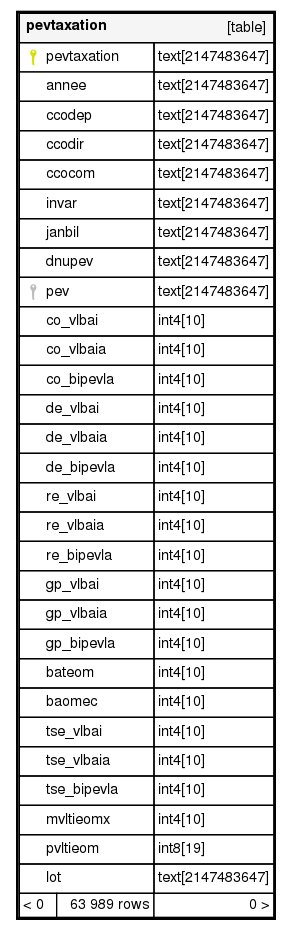 pevtaxation [table]
pevtaxation text[2147483647]
annee text[2147483647]
ccodep text[2147483647]
ccodir text[2147483647]
ccocom text[2147483647]
invar text[2147483647]
janbil text[2147483647]
dnupev text[2147483647]
pev text[2147483647]
co_vlbai int4[10]
co_vlbaia int4[10]
co_bipevla int4[10]
de_vlbai int4[10]
de_vlbaia int4[10]
de_bipevla int4[10]
re_vlbai int4[10]
re_vlbaia int4[10]
re_bipevla int4[10]
gp_vlbai int4[10]
gp_vlbaia int4[10]
gp_bipevla int4[10]
bateom int4[10]
baomec int4[10]
tse_vlbai int4[10]
tse_vlbaia int4[10]
tse_bipevla int4[10]
mvltieomx int4[10]
pvltieom int8[19]
lot text[2147483647]
< 0 63 989 rows 0 >